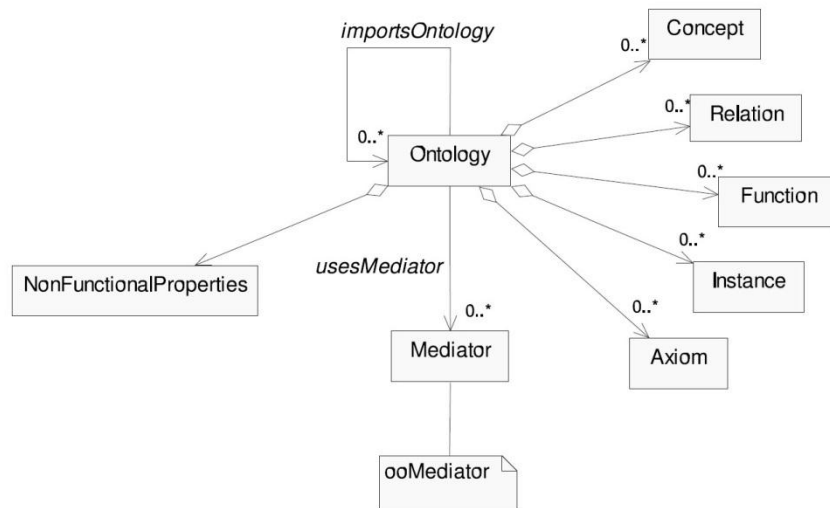 importsOntology
0..*
Concept
0..*
Relation
0..*
Ontology
0..*
Function
0..*
Instance
NonFunctionalProperties
usesMediator
0..*
Mediator
0..*
Axiom
ooMediator